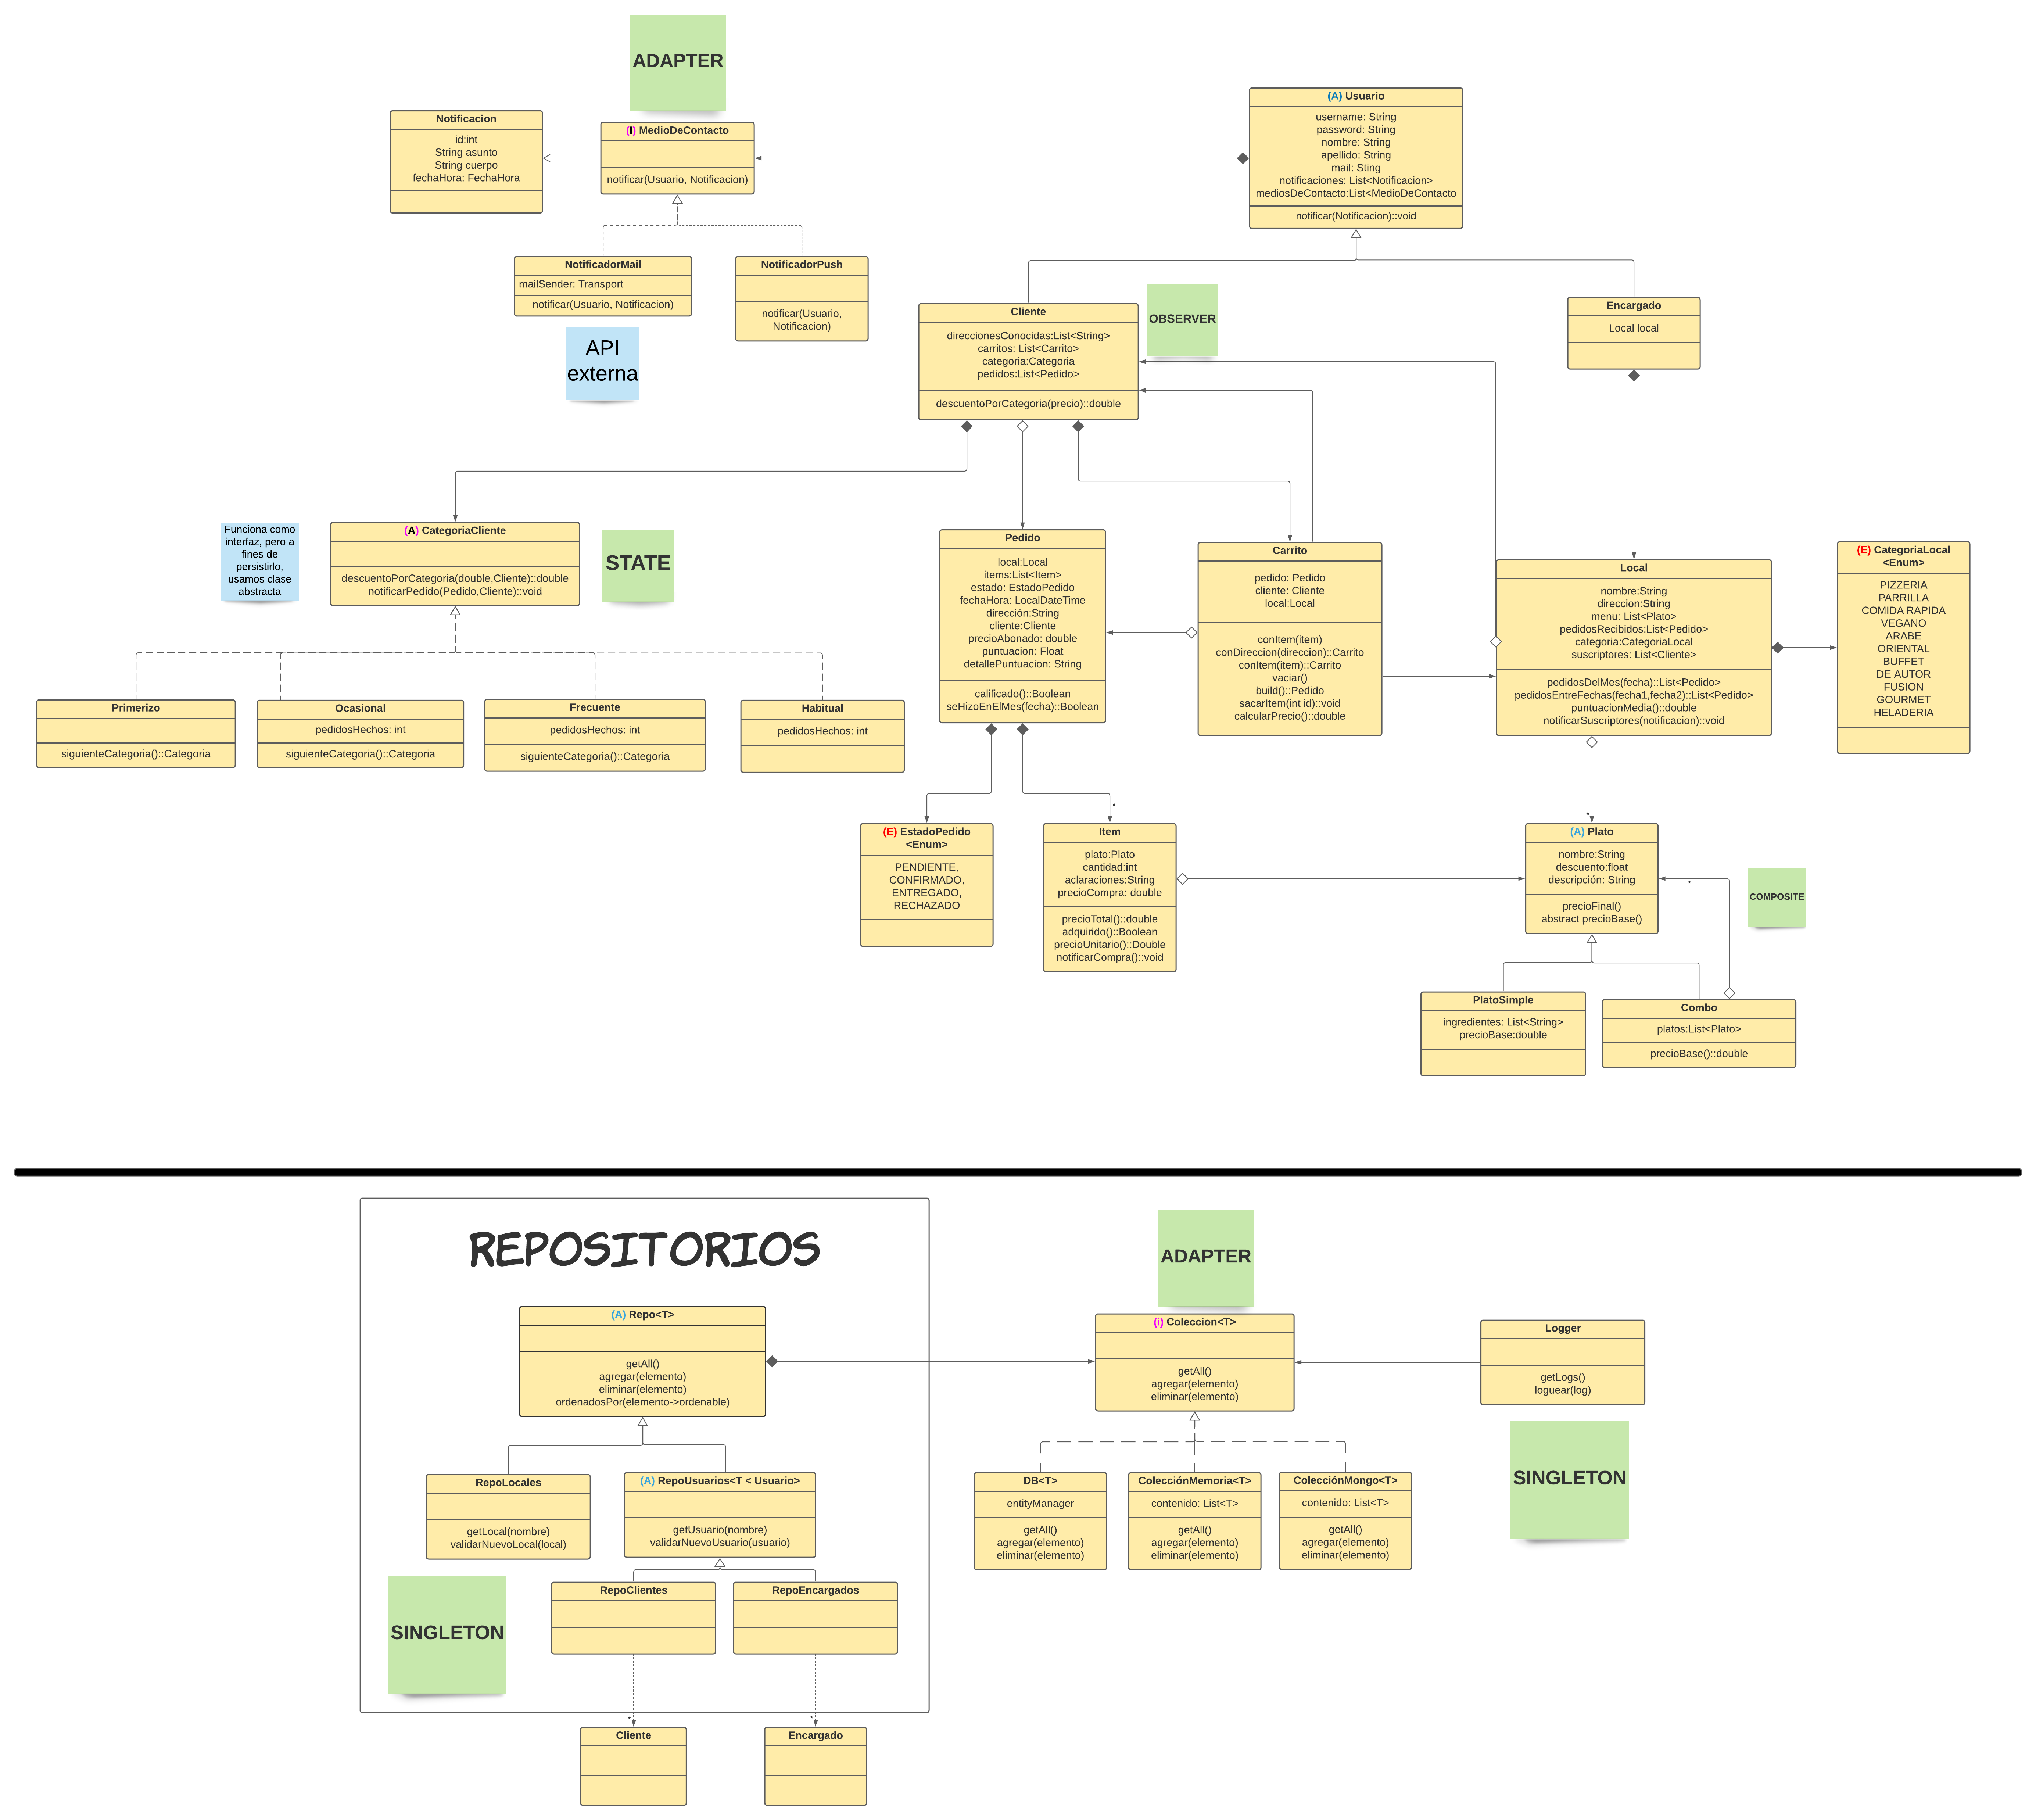 ADAPTER
Notificacion
id:int
String asunto
String cuerpo
fechaHora: FechaHora
(I) MedioDeContacto
notificar(Usuario, Notificacion)
(A) Usuario
username: String
password: String
nombre: String
apellido: String
mail: Sting
notificaciones: List<Notificacion>
mediosDeContacto:List<MedioDeContacto
notificar(Notificacion)::void
NotificadorMail
mailSender: Transport
notificar(Usuario, Notificacion)
NotificadorPush
notificar(Usuario,
Notificacion)
API
externa
Cliente
direccionesConocidas:List<String>
carritos: List<Carrito>
categoria:Categoria
pedidos:List<Pedido>
descuentoPorCategoria(precio)::double
OBSERVER
Encargado
Local local
Funciona como
interfaz, pero a
fines de
persistirlo,
usamos clase
abstracta
(A) CategoriaCliente
descuentoPorCategoria(double,Cliente)::double
notificarPedido(Pedido,Cliente)::void
STATE
Pedido
local:Local
items:List<Item>
estado: EstadoPedido
fechaHora: LocalDateTime
dirección:String
cliente:Cliente
precioAbonado: double
puntuacion: Float
detallePuntuacion: String
calificado()::Boolean
seHizoEnElMes(fecha)::Boolean
Carrito
pedido: Pedido
cliente: Cliente
local:Local
conItem(item)
conDireccion(direccion)::Carrito
conItem(item)::Carrito
vaciar()
build()::Pedido
sacarItem(int id)::void
calcularPrecio()::double
Local
nombre:String
direccion:String
menu: List<Plato>
pedidosRecibidos:List<Pedido>
categoria:CategoriaLocal
suscriptores: List<Cliente>
pedidosDelMes(fecha)::List<Pedido>
pedidosEntreFechas(fecha1,fecha2)::List<Pedido>
puntuacionMedia()::double
notificarSuscriptores(notificacion)::void
(E) CategoriaLocal
<Enum>
PIZZERIA
PARRILLA
COMIDA RAPIDA
VEGANO
ARABE
ORIENTAL
BUFFET
DE AUTOR
FUSION
GOURMET
HELADERIA
Primerizo
siguienteCategoria()::Categoria
Ocasional
pedidosHechos: int
siguienteCategoria()::Categoria
Frecuente
pedidosHechos: int
siguienteCategoria()::Categoria
Habitual
pedidosHechos: int
*
*
(E) EstadoPedido
<Enum>
PENDIENTE,
CONFIRMADO,
ENTREGADO,
RECHAZADO
Item
plato:Plato
cantidad:int
aclaraciones:String
precioCompra: double
precioTotal()::double
adquirido()::Boolean
precioUnitario()::Double
notificarCompra()::void
(A) Plato
nombre:String
descuento:float
descripción: String
precioFinal()
abstract precioBase()
*
COMPOSITE
PlatoSimple
ingredientes: List<String>
precioBase:double
Combo
platos:List<Plato>
precioBase()::double
REPOSITORIOS
(A) Repo<T>
getAll()
agregar(elemento)
eliminar(elemento)
ordenadosPor(elemento->ordenable)
RepoLocales
getLocal(nombre)
validarNuevoLocal(local)
(A) RepoUsuarios<T < Usuario>
getUsuario(nombre)
validarNuevoUsuario(usuario)
SINGLETON
RepoClientes
RepoEncargados
*
*
Cliente
Encargado
ADAPTER
(i) Coleccion<T>
getAll()
agregar(elemento)
eliminar(elemento)
Logger
getLogs()
loguear(log)
SINGLETON
DB<T>
entityManager
getAll()
agregar(elemento)
eliminar(elemento)
ColecciónMemoria<T>
contenido: List<T>
getAll()
agregar(elemento)
eliminar(elemento)
ColecciónMongo<T>
contenido: List<T>
getAll()
agregar(elemento)
eliminar(elemento)